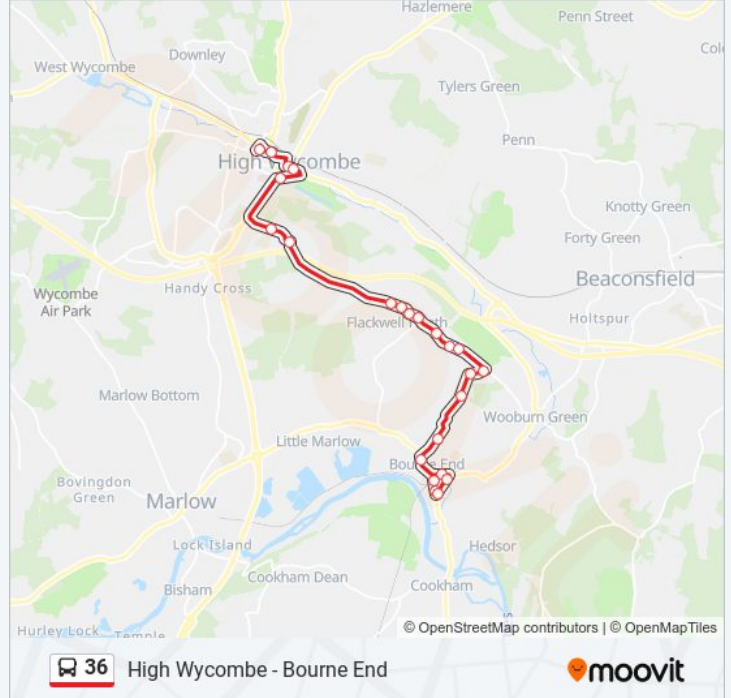 Hazlemere
Penn Street
Downley
West Wycombe
Tylers Green
Penn
High Wycombe
Knotty Green
Forty Green
Beaconsfield
Wycombe
Air Park
Handy Cross
Holtspur
Flackwell Heath
Marlow Bottom
Wooburn Green
Little Marlow
Bourne End
Bovingdon
Green
Marlow
Lock Island
Hedsor
Cookham Dean
Bisham
Cookham
Hurley Lock
Temple
© OpenStreetMap contributors | © OpenMapTiles
36 High Wycombe - Bourne End
moovit